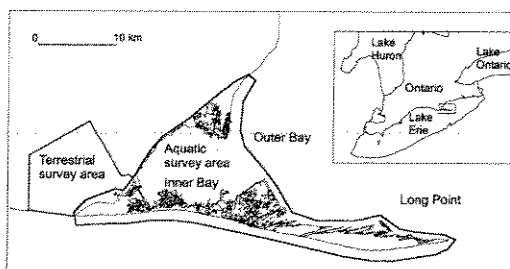 0 10 km
Terrestrial
survey area
Aquatic
survey area
Inner Bay
Outer Bay
Long Point
Lake
Huron
Lake
Ontario
Ontario
Lake
Erie